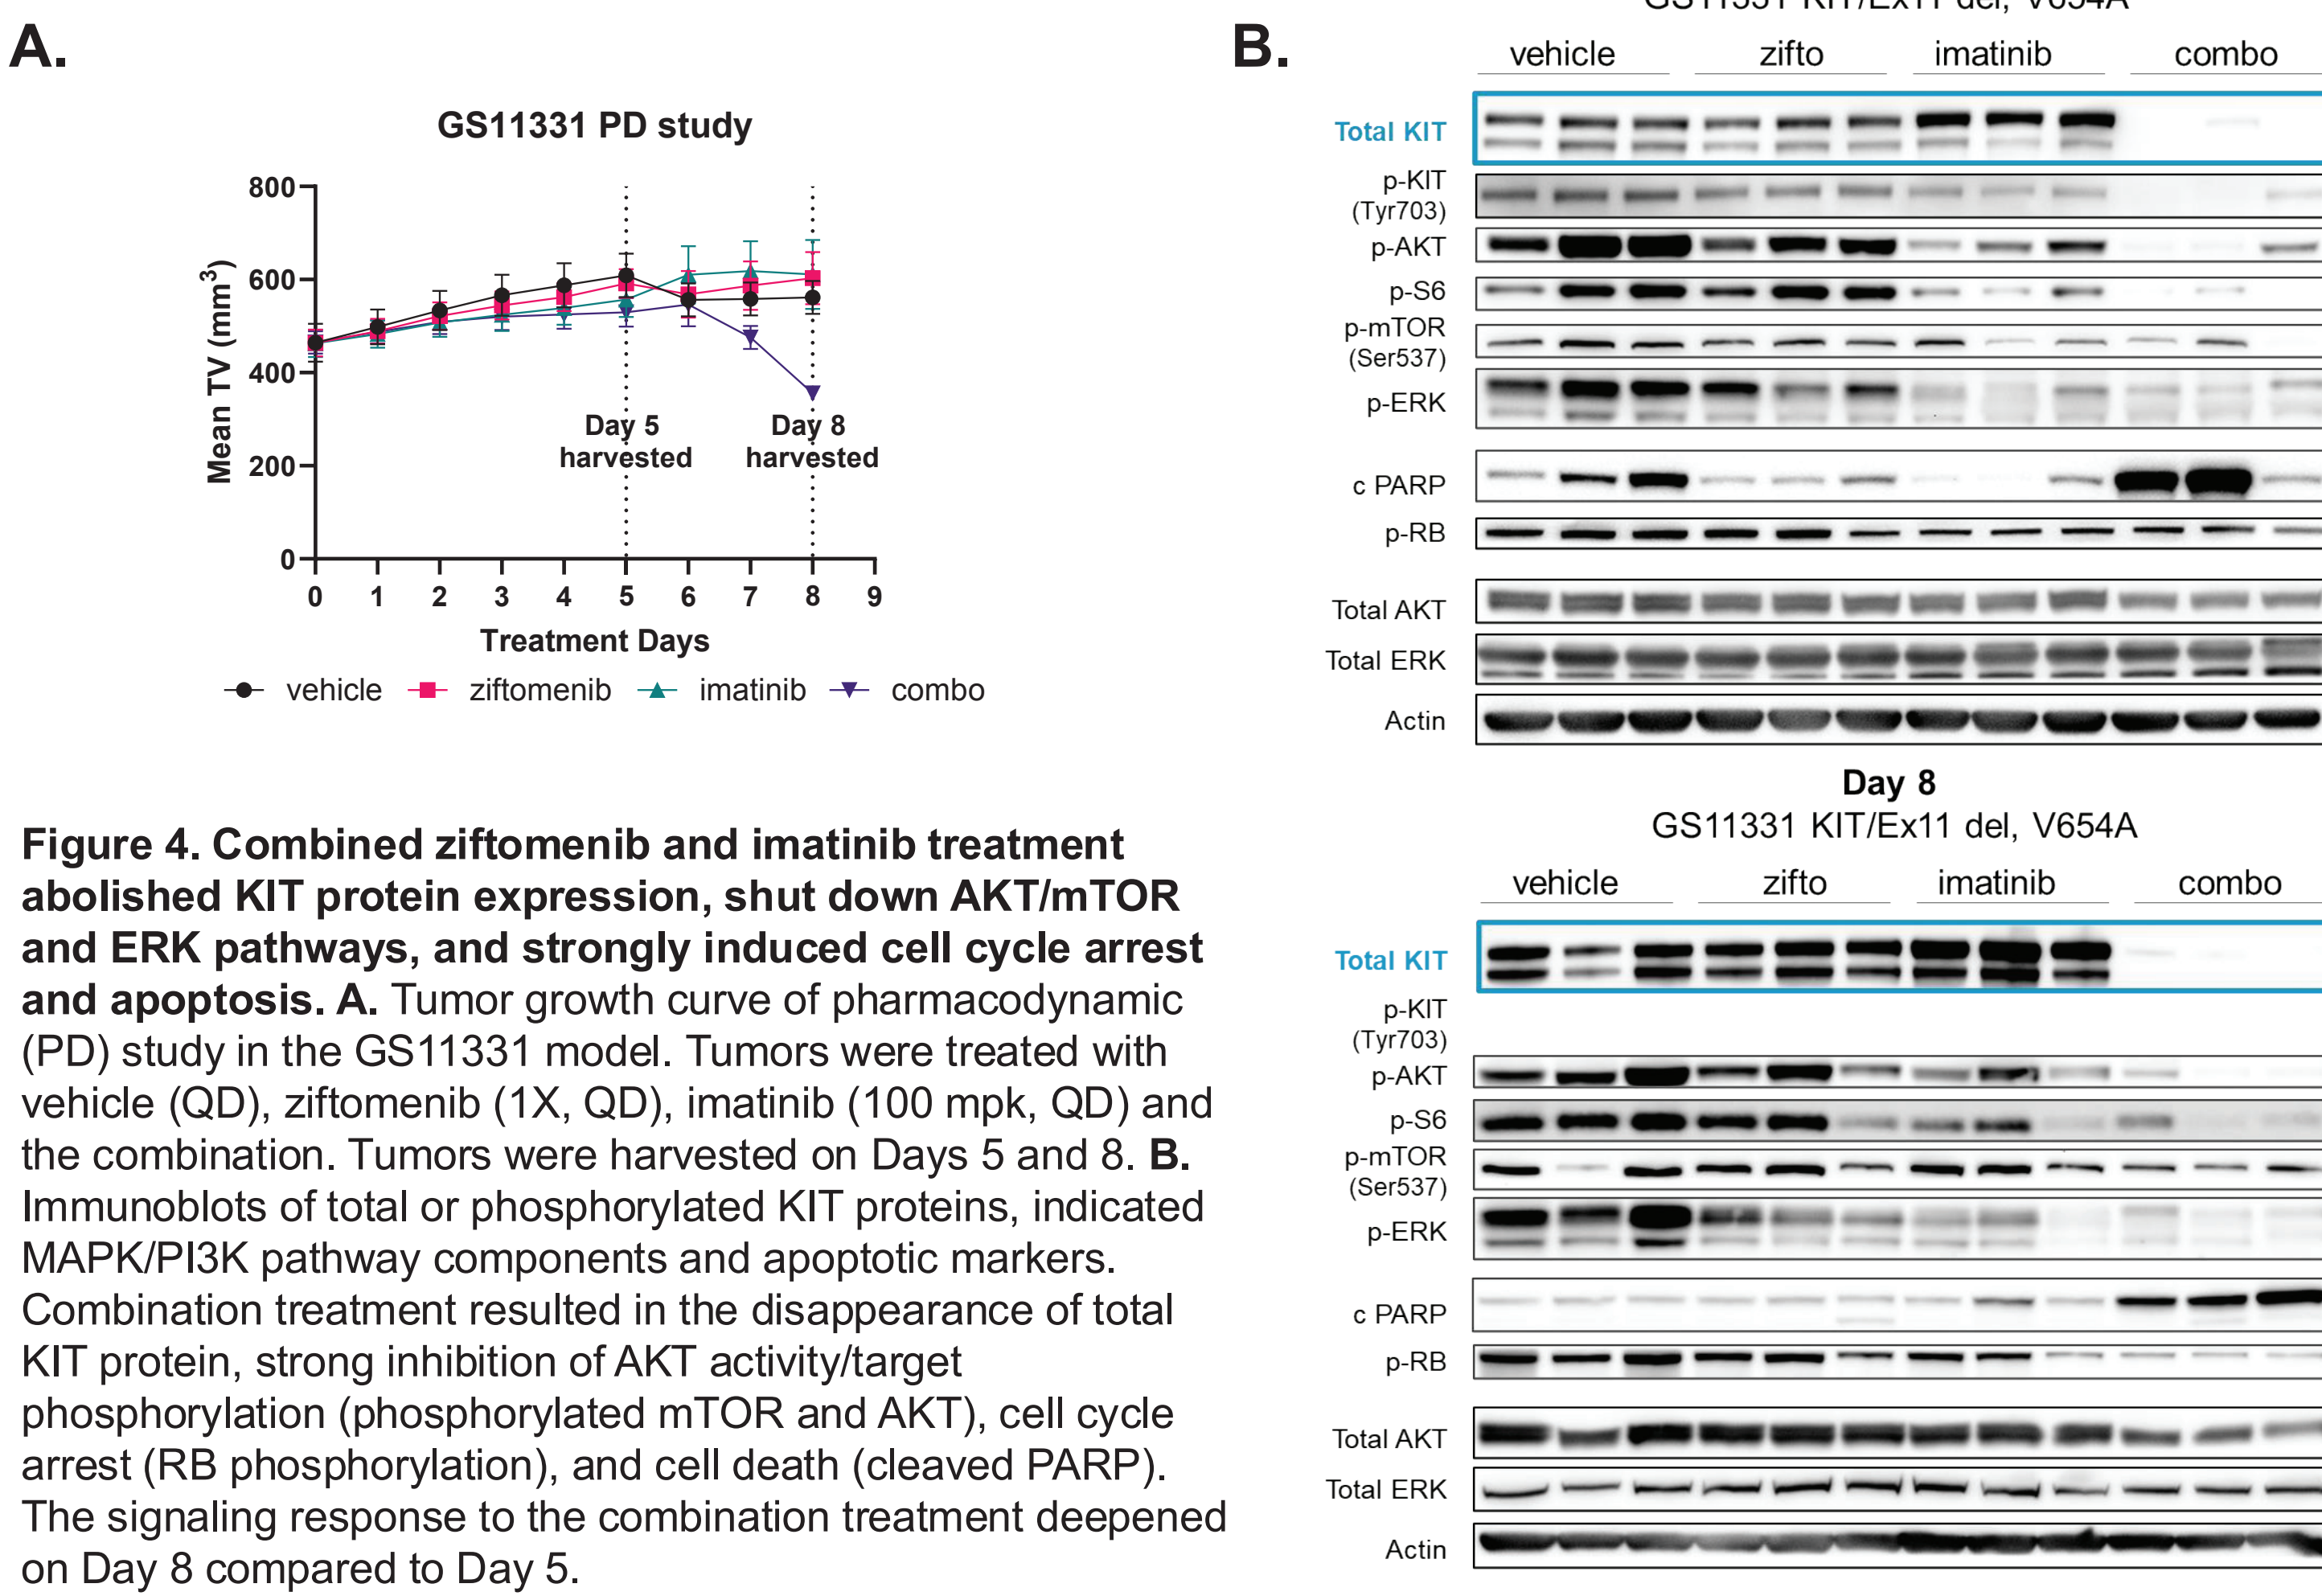 A.
GS11331 PD study
Mean TV (mm³)
800
600
400
200
0
Day 5
harvested
Day 8
harvested
0 1 2 3 4 5 6 7 8 9
Treatment Days
vehicle ziftomenib imatinib combo
Figure 4. Combined ziftomenib and imatinib treatment
abolished KIT protein expression, shut down AKT/mTOR
and ERK pathways, and strongly induced cell cycle arrest
and apoptosis. A. Tumor growth curve of pharmacodynamic
(PD) study in the GS11331 model. Tumors were treated with
vehicle (QD), ziftomenib (1X, QD), imatinib (100 mpk, QD) and
the combination. Tumors were harvested on Days 5 and 8. B.
Immunoblots of total or phosphorylated KIT proteins, indicated
MAPK/PI3K pathway components and apoptotic markers.
Combination treatment resulted in the disappearance of total
KIT protein, strong inhibition of AKT activity/target
phosphorylation (phosphorylated mTOR and AKT), cell cycle
arrest (RB phosphorylation), and cell death (cleaved PARP).
The signaling response to the combination treatment deepened
on Day 8 compared to Day 5.
B.
GS11331 KIT/Ex11 del, V654A
vehicle zifto imatinib combo
Total KIT
p-KIT
(Tyr703)
p-AKT
p-S6
p-mTOR
(Ser537)
p-ERK
c PARP
p-RB
Total AKT
Total ERK
Actin
Day 8
GS11331 KIT/Ex11 del, V654A
vehicle zifto imatinib combo
Total KIT
p-KIT
(Tyr703)
p-AKT
p-S6
p-mTOR
(Ser537)
p-ERK
c PARP
p-RB
Total AKT
Total ERK
Actin